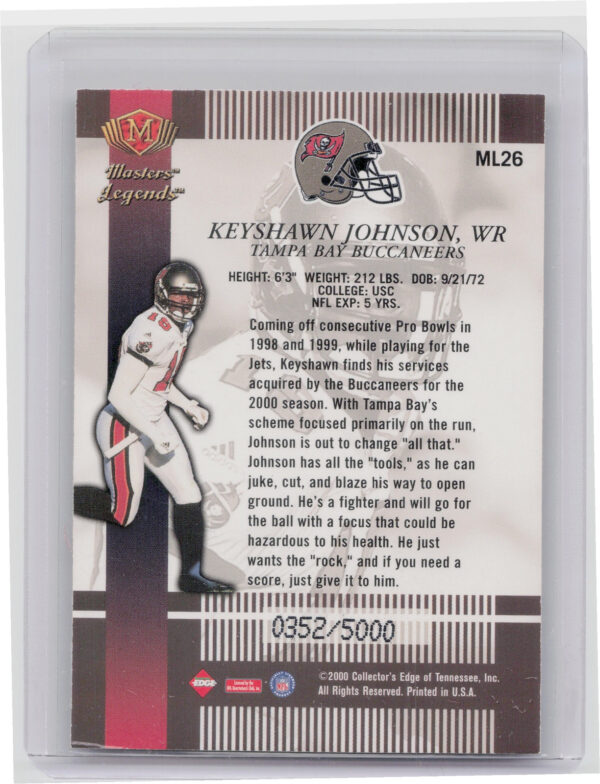 M
Masters™
Legends™
ML26
KEYSHAWN JOHNSON, WR
TAMPA BAY BUCCANEERS
HEIGHT: 6'3" WEIGHT: 212 LBS. DOB: 9/21/72
COLLEGE: USC
NFL EXP: 5 YRS.
Coming off consecutive Pro Bowls in
1998 and 1999, while playing for the
Jets, Keyshawn finds his services
acquired by the Buccaneers for the
2000 season. With Tampa Bay's
scheme focused primarily on the run,
Johnson is out to change "all that."
Johnson has all the "tools," as he can
juke, cut, and blaze his way to open
ground. He's a fighter and will go for
the ball with a focus that could be
hazardous to his health. He just
wants the "rock," and if you need a
score, just give it to him.
19
0352/5000
EDGE
NFL
©2000 Collector's Edge of Tennessee, Inc.
All Rights Reserved. Printed in U.S.A.